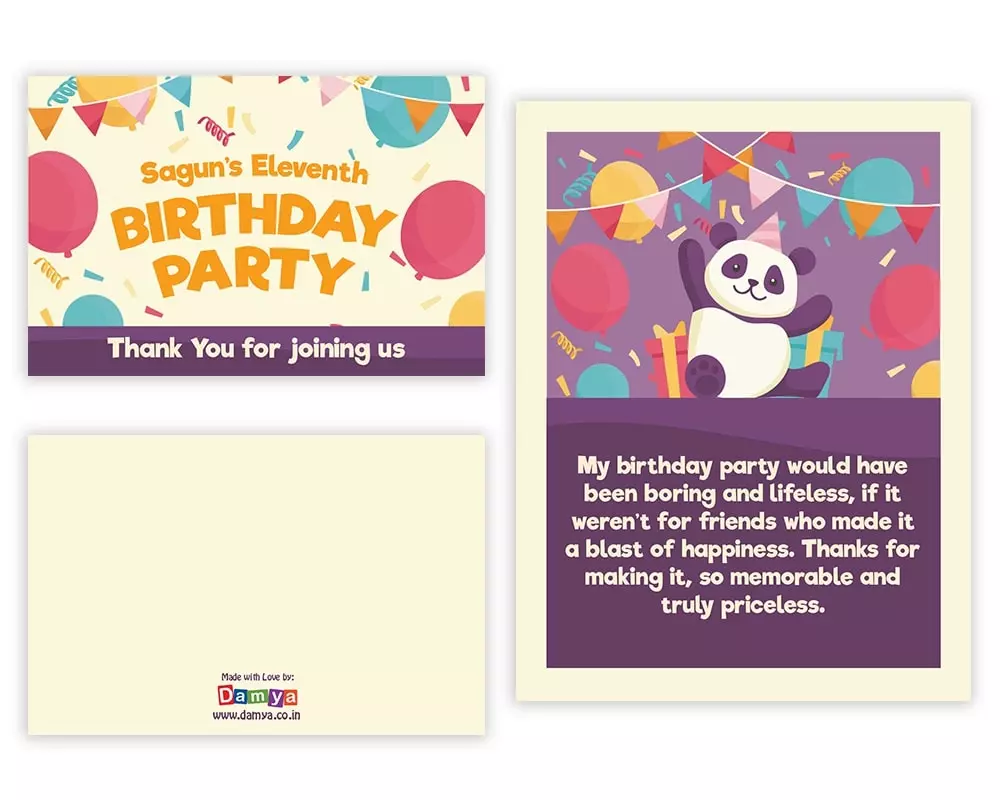 Sagun's Eleventh
BIRTHDAY
PARTY
Thank You for joining us
Made with Love by:
Damya
www.damya.co.in
My birthday party would have
been boring and lifeless, if it
weren't for friends who made it
a blast of happiness. Thanks for
making it, so memorable and
truly priceless.